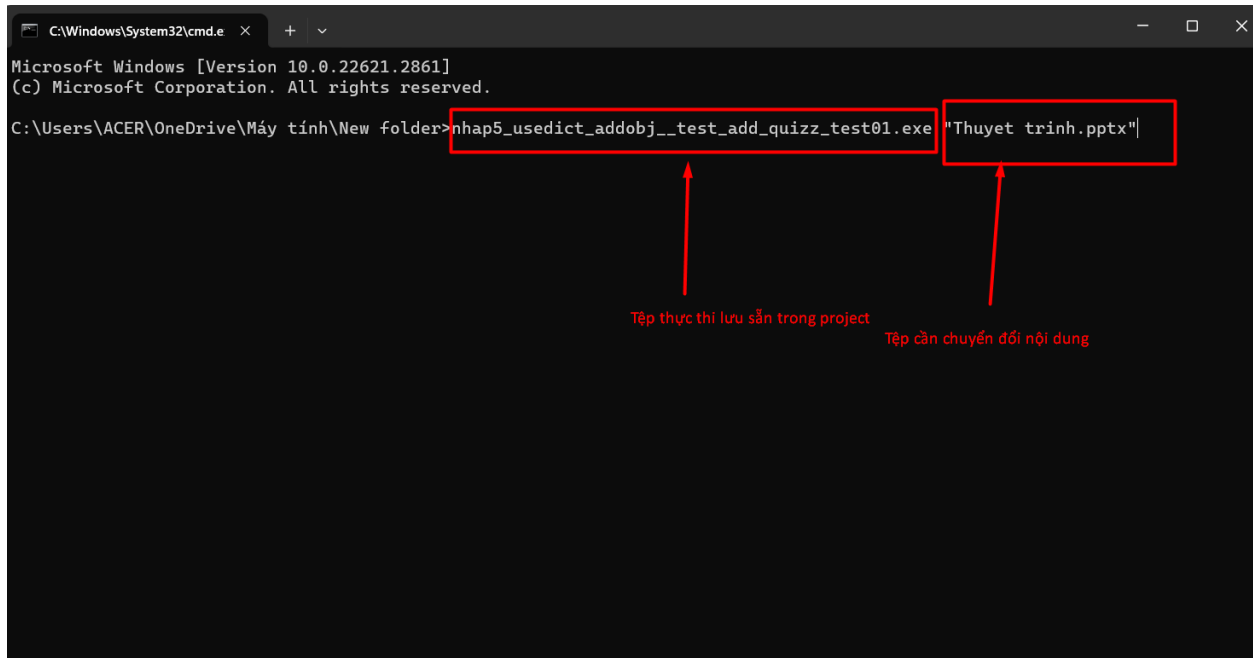 C:\Windows\System32\cmd.e
Microsoft Windows [Version 10.0.22621.2861]
(c) Microsoft Corporation. All rights reserved.
C:\Users\ACER\OneDrive\Máy tính\New folder>nhap5_usedict_addobj__test_add_quizz_test01.exe "Thuyet trinh.pptx"
Tệp thực thi lưu sẵn trong project
Tệp cần chuyển đổi nội dung